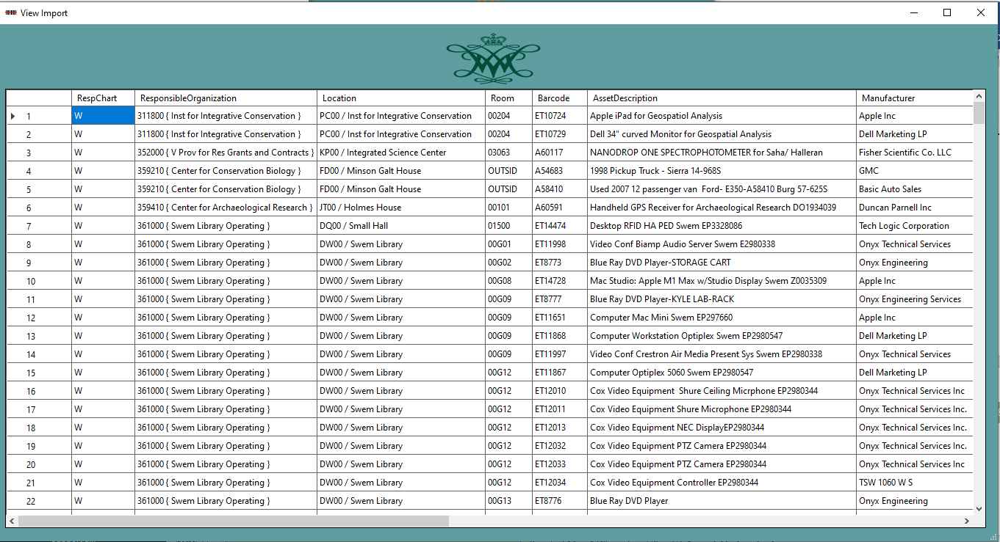 View Import
RespChart ResponsibleOrganization Location Room Barcode AssetDescription Manufacturer
1 W 311800 { Inst for Integrative Conservation } PC00 / Inst for Integrative Conservation 00204 ET10724 Apple iPad for Geospatiol Analysis Apple Inc
2 W 311800 { Inst for Integrative Conservation } PC00 / Inst for Integrative Conservation 00204 ET10729 Dell 34" curved Monitor for Geospatial Analysis Dell Marketing LP
3 W 352000 { V Prov for Res Grants and Contracts } KP00 / Integrated Science Center 03063 A60117 NANODROP ONE SPECTROPHOTOMETER for Saha/ Halleran Fisher Scientific Co. LLC
4 W 359210 { Center for Conservation Biology } FD00 / Minson Galt House OUTSID A54683 1998 Pickup Truck - Sierra 14-968S GMC
5 W 359210 { Center for Conservation Biology } FD00 / Minson Galt House OUTSID A58410 Used 2007 12 passenger van Ford- E350-A58410 Burg 57-625S Basic Auto Sales
6 W 359410 { Center for Archaeological Research } JT00 / Holmes House 00101 A60591 Handheld GPS Receiver for Archaeological Research DO1934039 Duncan Parnell Inc
7 W 361000 { Swem Library Operating } DQ00 / Small Hall 01500 ET14474 Desktop RFID HA PED Swem EP3328086 Tech Logic Corporation
8 W 361000 { Swem Library Operating } DW00 / Swem Library 00G01 ET11998 Video Conf Biamp Audio Server Swem E2980338 Onyx Technical Services
9 W 361000 { Swem Library Operating } DW00 / Swem Library 00G02 ET8773 Blue Ray DVD Player-STORAGE CART Onyx Engineering
10 W 361000 { Swem Library Operating } DW00 / Swem Library 00G08 ET14728 Mac Studio: Apple M1 Max w/Studio Display Swem Z0035309 Apple Inc
11 W 361000 { Swem Library Operating } DW00 / Swem Library 00G09 ET8777 Blue Ray DVD Player-KYLE LAB-RACK Onyx Engineering Services
12 W 361000 { Swem Library Operating } DW00 / Swem Library 00G09 ET11651 Computer Mac Mini Swem EP297660 Apple Inc
13 W 361000 { Swem Library Operating } DW00 / Swem Library 00G09 ET11868 Computer Workstation Optiplex Swem EP2980547 Dell Marketing LP
14 W 361000 { Swem Library Operating } DW00 / Swem Library 00G09 ET11997 Video Conf Crestron Air Media Present Sys Swem EP2980338 Onyx Technical Services
15 W 361000 { Swem Library Operating } DW00 / Swem Library 00G12 ET11867 Computer Optiplex 5060 Swem EP2980547 Dell Marketing LP
16 W 361000 { Swem Library Operating } DW00 / Swem Library 00G12 ET12010 Cox Video Equipment Shure Ceiling Micrphone EP2980344 Onyx Technical Services Inc
17 W 361000 { Swem Library Operating } DW00 / Swem Library 00G12 ET12011 Cox Video Equipment Shure Microphone EP2980344 Onyx Technical Services Inc.
18 W 361000 { Swem Library Operating } DW00 / Swem Library 00G12 ET12013 Cox Video Equipment NEC DisplayEP2980344 Onyx Technical Services Inc.
19 W 361000 { Swem Library Operating } DW00 / Swem Library 00G12 ET12032 Cox Video Equipment PTZ Camera EP2980344 Onyx Technical Services Inc.
20 W 361000 { Swem Library Operating } DW00 / Swem Library 00G12 ET12033 Cox Video Equipment PTZ Camera EP2980344 Onyx Technical Services Inc
21 W 361000 { Swem Library Operating } DW00 / Swem Library 00G12 ET12034 Cox Video Equipment Controller EP2980344 TSW 1060 W S
22 W 361000 { Swem Library Operating } DW00 / Swem Library 00G13 ET8776 Blue Ray DVD Player Onyx Engineering